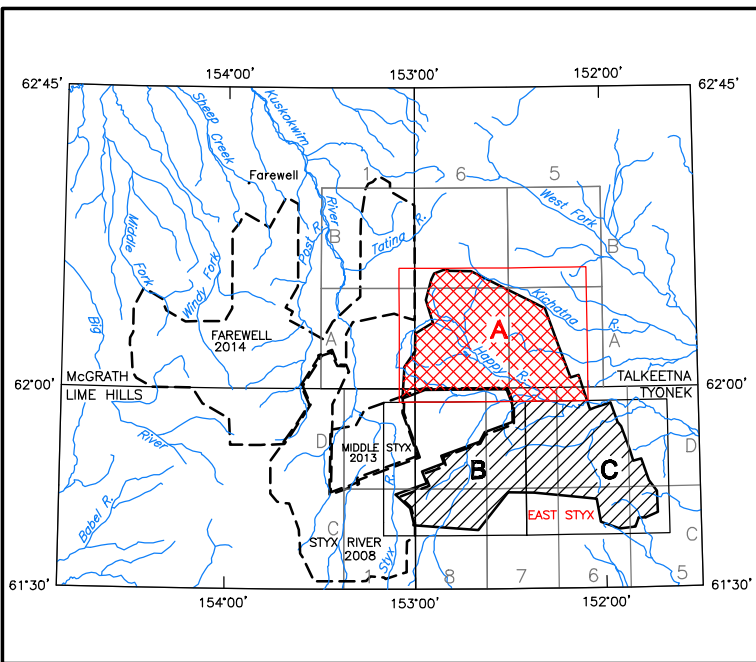 154°00'
153°00'
152°00'
62°45'
62°45'
Kuskokwim
Sheep Creek
Farewell
1
6
5
West Fork
River
B
Post R.
Tatina R.
B
Middle Fork
Windy Fork
Big
Kichatna
R.
A
FAREWELL
2014
A
A
Happy R.
McGRATH
TALKEETNA
62°00'
62°00'
LIME HILLS
TYONEK
River
D
MIDDLE STYX
2013
D
B
C
R.
Babel R.
EAST STYX
C
STYX RIVER
2008
Styx
C
1
8
7
6
5
61°30'
61°30'
154°00'
153°00'
152°00'